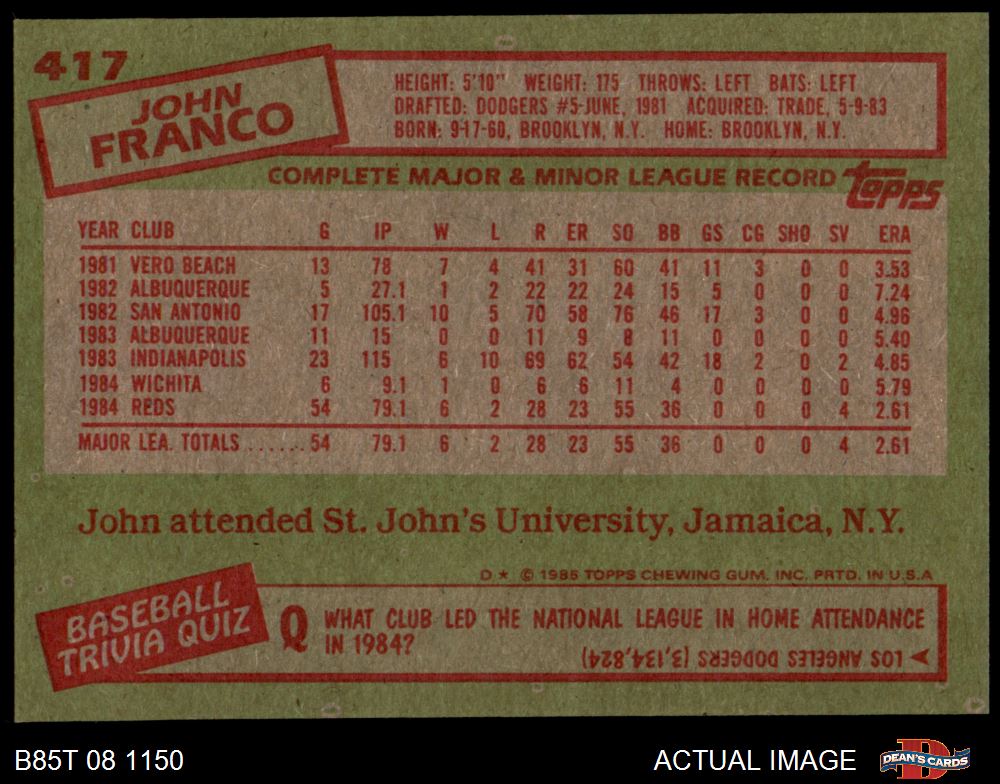 417
JOHN
FRANCO
HEIGHT: 5'10" WEIGHT: 175 THROWS: LEFT BATS: LEFT
DRAFTED: DODGERS #5-JUNE, 1981 ACQUIRED: TRADE, 5-9-83
BORN: 9-17-60, BROOKLYN, N.Y. HOME: BROOKLYN, N.Y.
COMPLETE MAJOR & MINOR LEAGUE RECORD topps
YEAR CLUB G IP W L R ER SO BB GS CG SHO SV ERA
1981 VERO BEACH 13 78 7 4 41 31 60 41 11 3 0 0 3.53
1982 ALBUQUERQUE 5 27.1 1 2 22 22 24 15 5 0 0 0 7.24
1982 SAN ANTONIO 17 105.1 10 5 70 58 76 46 17 3 0 0 4.96
1983 ALBUQUERQUE 11 15 0 0 11 9 8 11 0 0 0 0 5.40
1983 INDIANAPOLIS 23 115 6 10 69 62 54 42 18 2 0 2 4.85
1984 WICHITA 6 9.1 1 0 6 6 11 4 0 0 0 0 5.79
1984 REDS 54 79.1 6 2 28 23 55 36 0 0 0 4 2.61
MAJOR LEA. TOTALS ...... 54 79.1 6 2 28 23 55 36 0 0 0 4 2.61
John attended St. John's University, Jamaica, N.Y.
D * © 1985 TOPPS CHEWING GUM, INC. PRTD. IN U.S.A
BASEBALL
TRIVIA QUIZ
Q WHAT CLUB LED THE NATIONAL LEAGUE IN HOME ATTENDANCE
IN 1984?
LOS ANGELES DODGERS (3,134,824)
B85T 08 1150 ACTUAL IMAGE DEAN'S CARDS